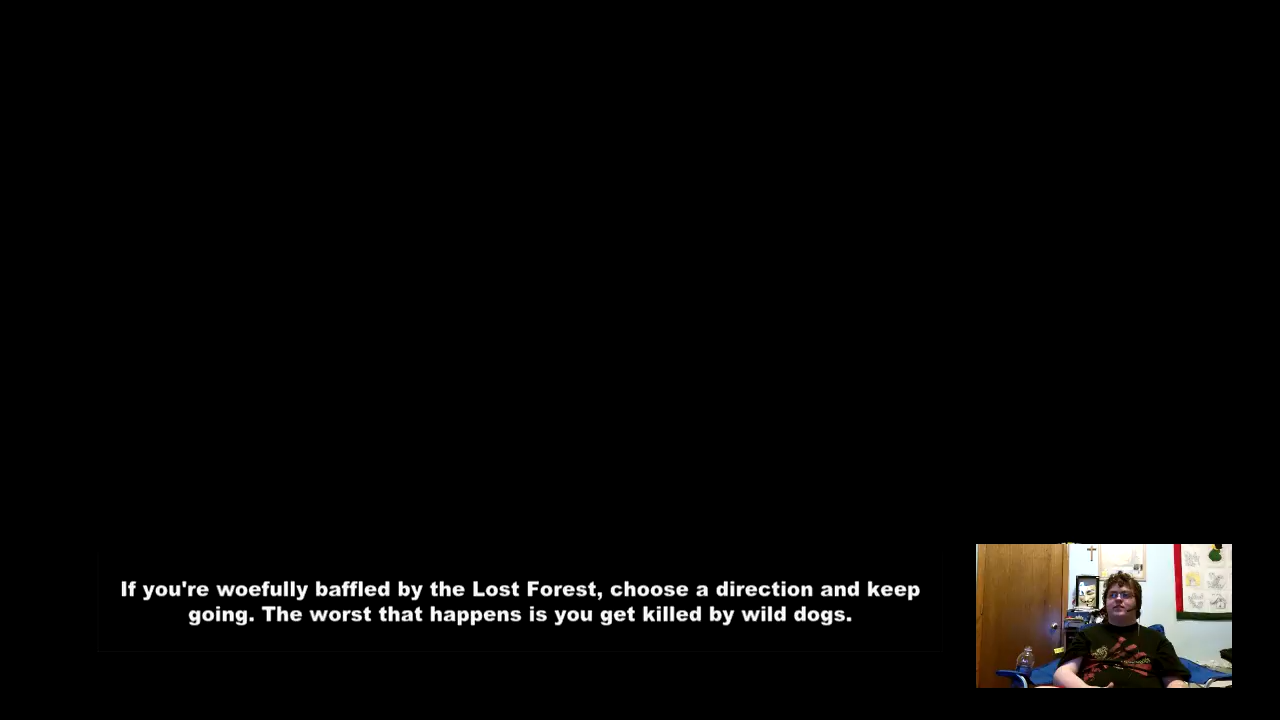 If you're woefully baffled by the Lost Forest, choose a direction and keep
going. The worst that happens is you get killed by wild dogs.